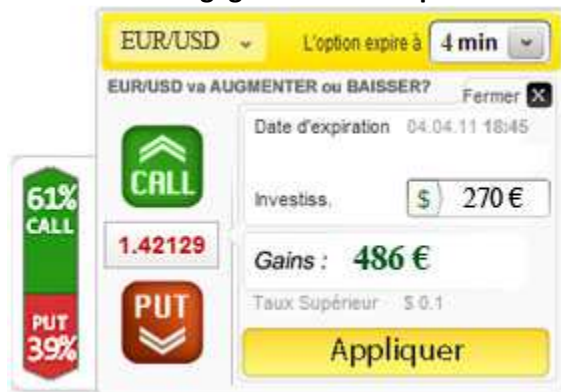 EUR/USD
L'option expire à 4 min
EUR/USD va AUGMENTER ou BAISSER?
Fermer X
Date d'expiration 04.04.11 18:45
CALL
Investiss. $ 270 €
61%
CALL
1.42129
Gains : 486 €
PUT
Taux Supérieur $ 0.1
PUT
39%
Appliquer